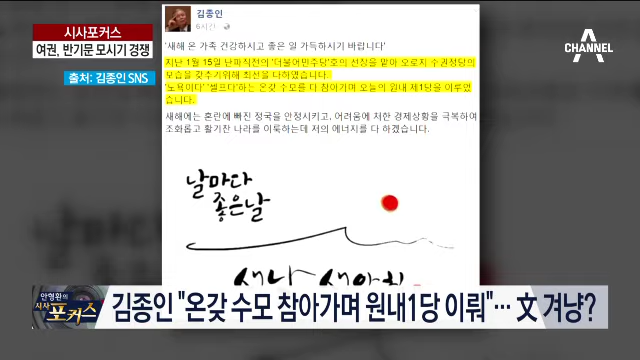 시사포커스
여권, 반기문 모시기 경쟁
출처: 김종인 SNS
CHANNEL A
김종인
6시간
'새해 온 가족 건강하시고 좋은 일 가득하시기 바랍니다'
지난 1월 15일 난파직전의 '더불어민주당'호의 선장을 맡아 오로지 수권정당의
모습을 갖추기위해 최선을 다하였습니다.
'노욕이다' '셀프다'하는 온갖 수모를 다 참아가며 오늘의 원내 제1당을 이루었
습니다.
새해에는 혼란에 빠진 정국을 안정시키고, 어려움에 처한 경제상황을 극복하여
조화롭고 활기찬 나라를 이룩하는데 저의 에너지를 다 하겠습니다.
날마다
좋은날
안형환의
시사
포커스
김종인 "온갖 수모 참아가며 원내1당 이뤄"… 文 겨냥?